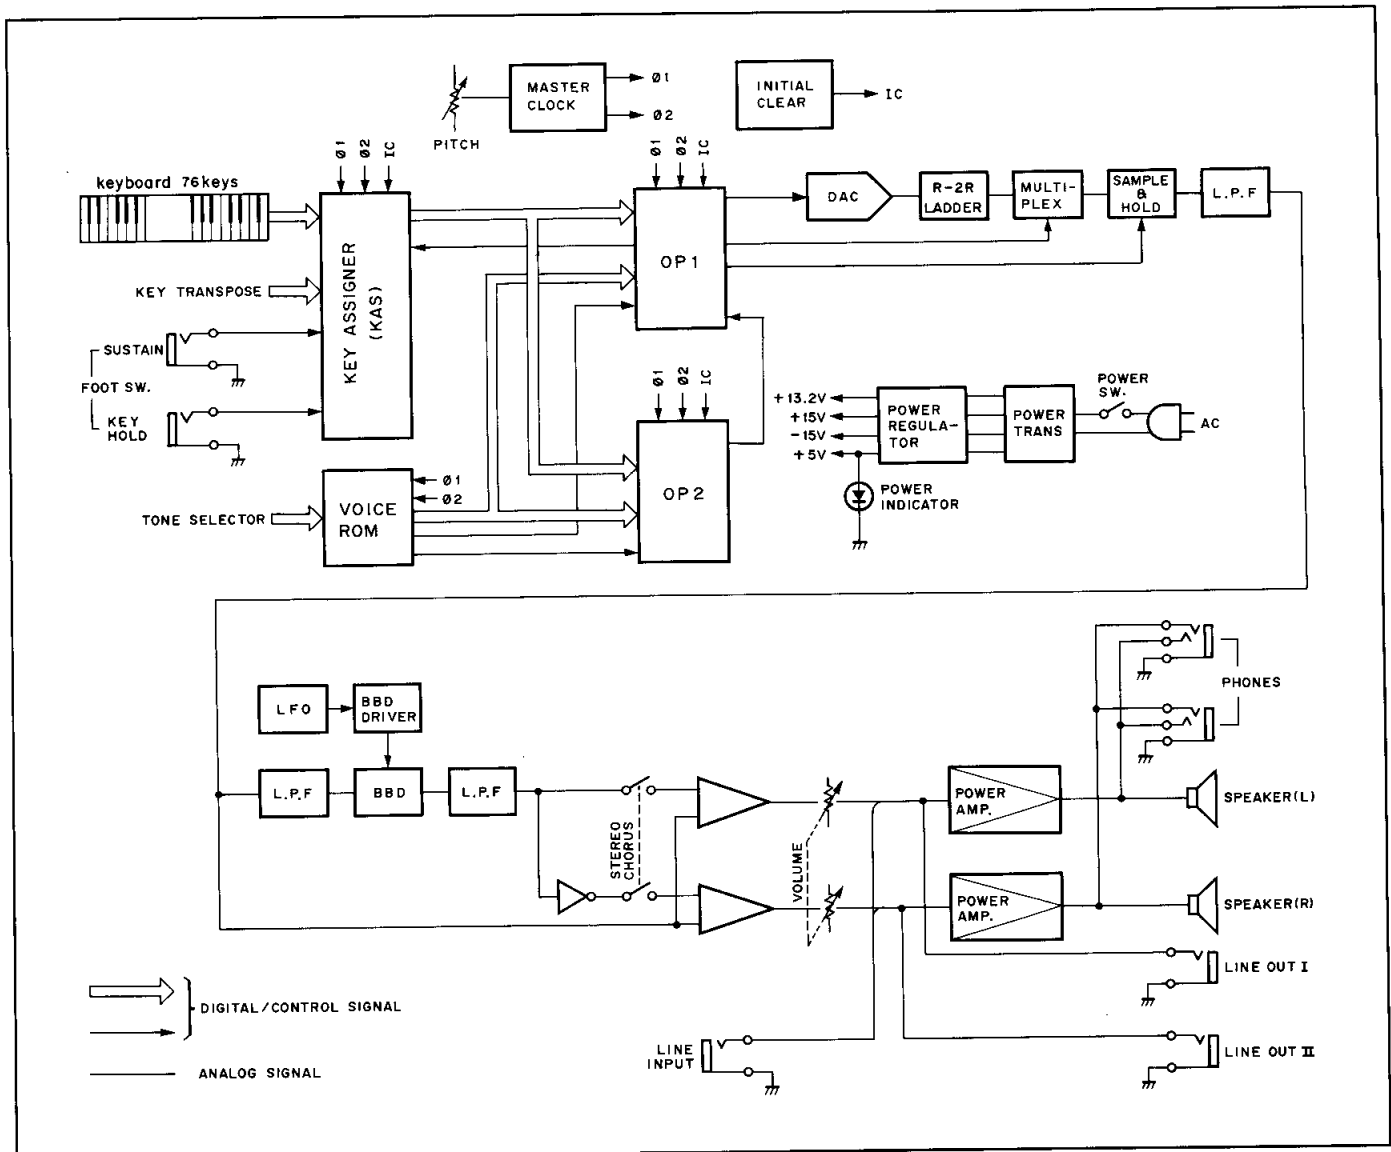 MASTER
CLOCK
Ø1
Ø2
PITCH
INITIAL
CLEAR
IC
keyboard 76keys
Ø1
Ø2
IC
KEY ASSIGNER
(KAS)
KEY TRANSPOSE
SUSTAIN
FOOT SW.
KEY
HOLD
Ø1
Ø2
IC
OP1
DAC
R-2R
LADDER
MULTI-
PLEX
SAMPLE
&
HOLD
L.P.F
Ø1
Ø2
IC
OP2
TONE SELECTOR
VOICE
ROM
Ø1
Ø2
+13.2V
+15V
-15V
+5V
POWER
REGULA-
TOR
POWER
TRANS
POWER
SW.
AC
POWER
INDICATOR
LFO
BBD
DRIVER
L.P.F
BBD
L.P.F
STEREO
CHORUS
VOLUME
POWER
AMP.
POWER
AMP.
PHONES
SPEAKER(L)
SPEAKER(R)
LINE OUT I
LINE OUT II
LINE
INPUT
DIGITAL/CONTROL SIGNAL
ANALOG SIGNAL